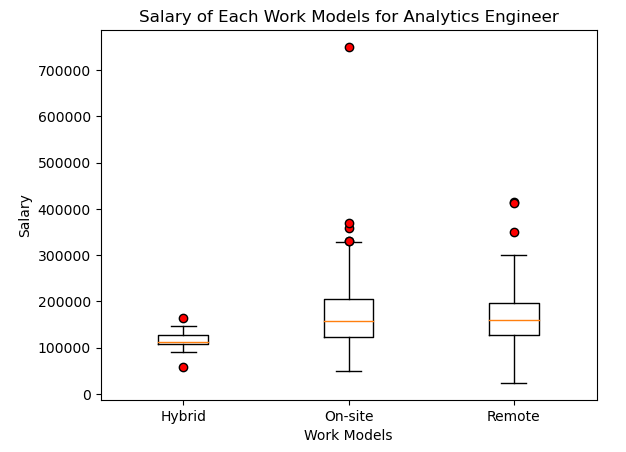 Salary of Each Work Models for Analytics Engineer
700000
600000
500000
400000
300000
200000
100000
0
Salary
Hybrid
On-site
Remote
Work Models